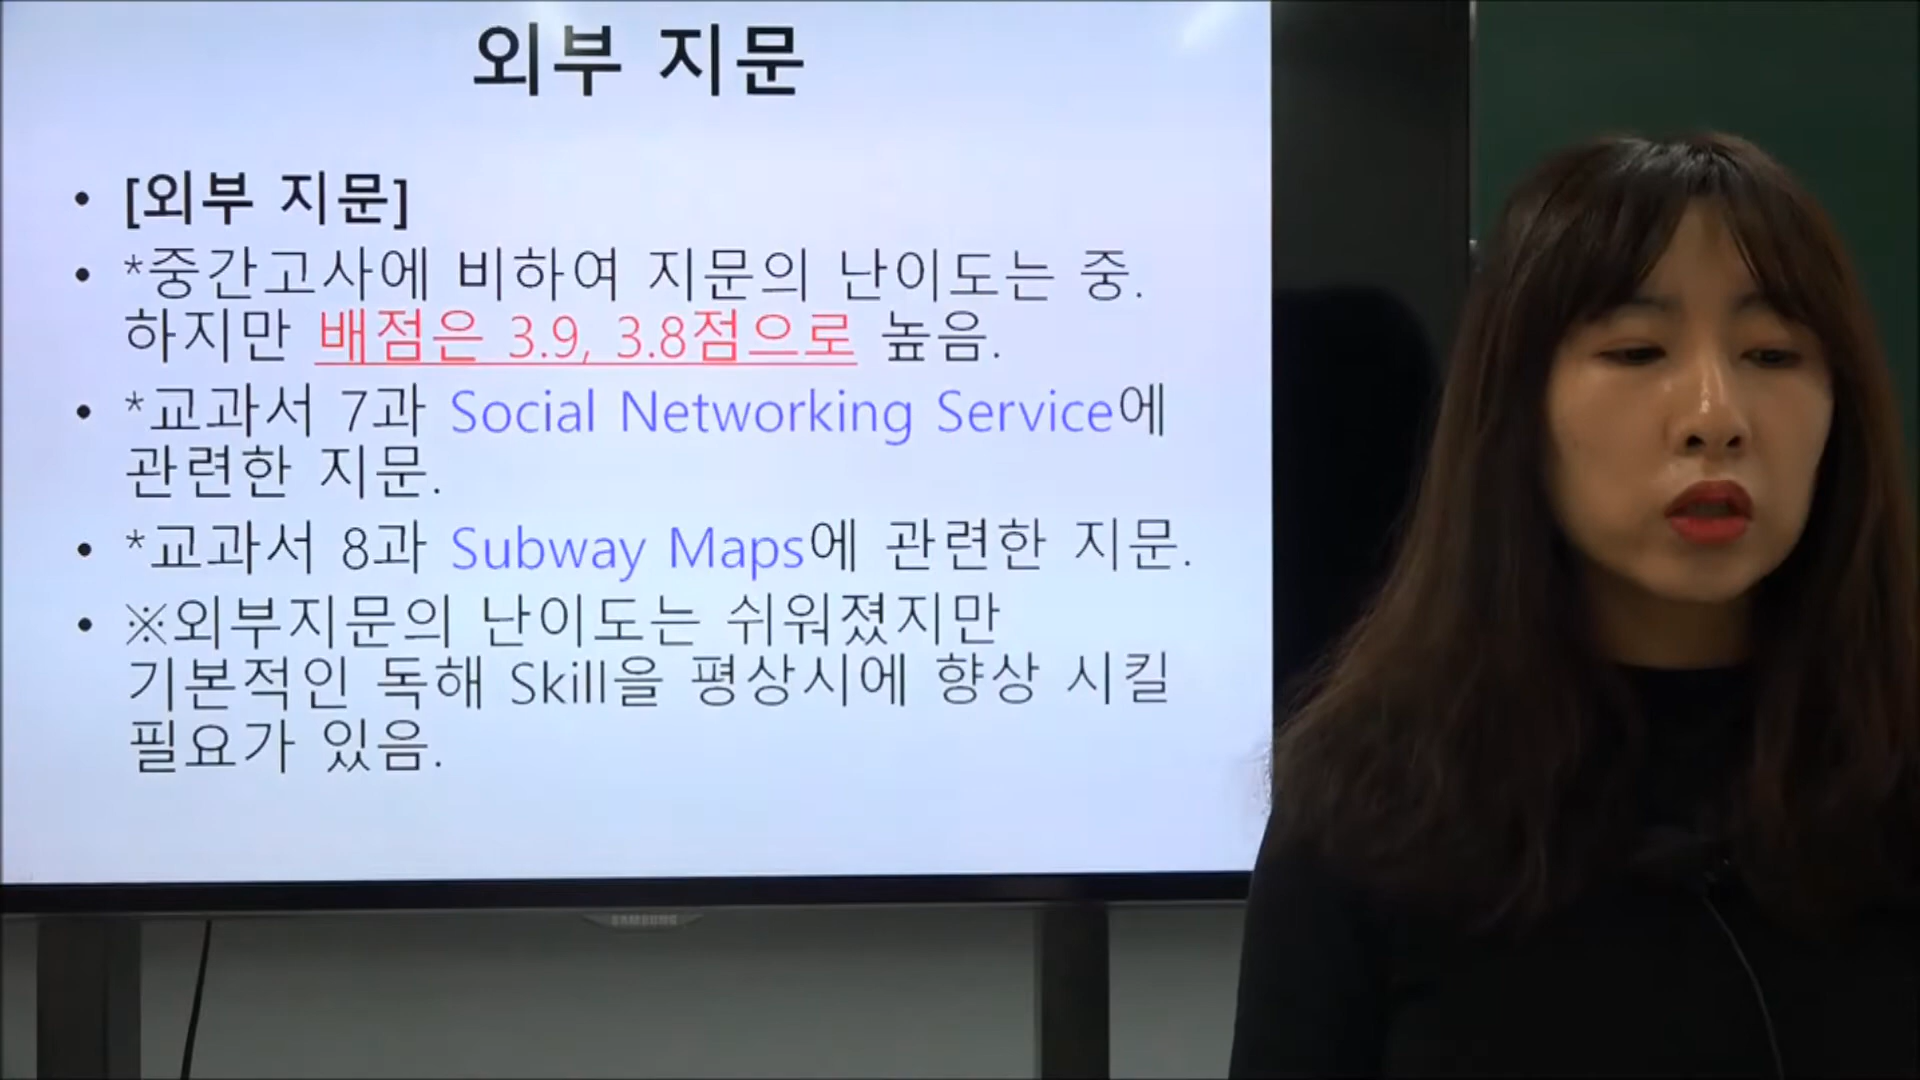 외부 지문
• [외부 지문]
• *중간고사에 비하여 지문의 난이도는 중.
하지만 배점은 3.9, 3.8점으로 높음.
• *교과서 7과 Social Networking Service에
관련한 지문.
• *교과서 8과 Subway Maps에 관련한 지문.
• ※외부지문의 난이도는 쉬워졌지만
기본적인 독해 Skill을 평상시에 향상 시킬
필요가 있음.
SAMSUNG